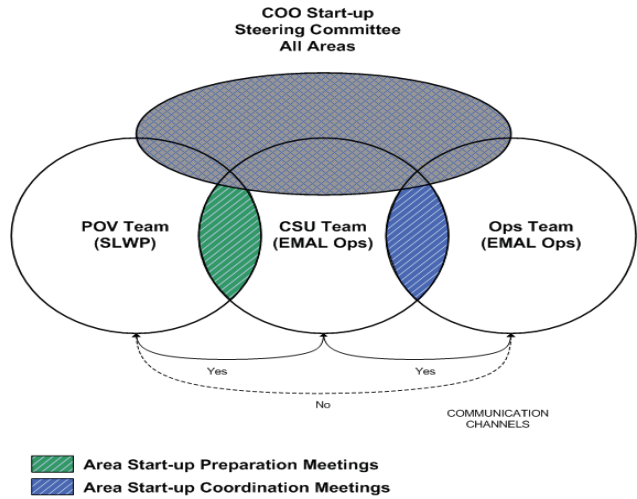 COO Start-up
Steering Committee
All Areas
POV Team
(SLWP)
CSU Team
(EMAL Ops)
Ops Team
(EMAL Ops)
Yes
Yes
No
COMMUNICATION
CHANNELS
Area Start-up Preparation Meetings
Area Start-up Coordination Meetings